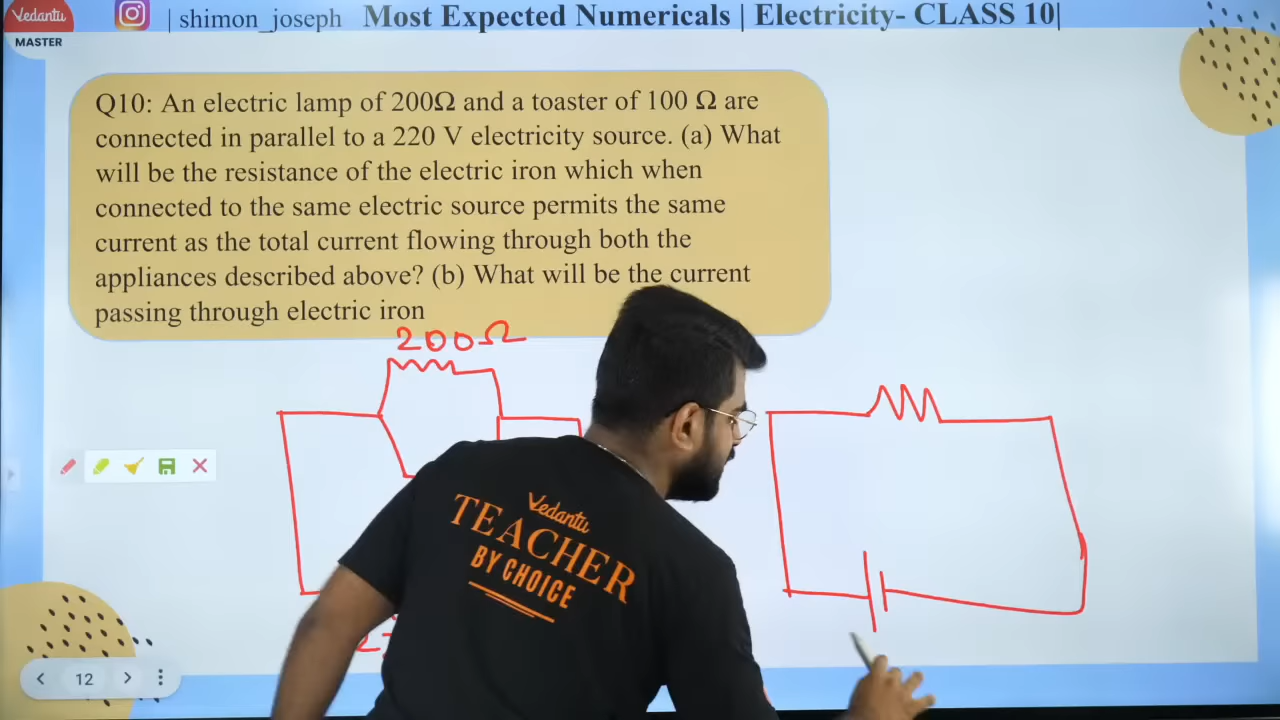 Vedantu
MASTER
| shimon_joseph Most Expected Numericals | Electricity- CLASS 10|
Q10: An electric lamp of 200Ω and a toaster of 100 Ω are
connected in parallel to a 220 V electricity source. (a) What
will be the resistance of the electric iron which when
connected to the same electric source permits the same
current as the total current flowing through both the
appliances described above? (b) What will be the current
passing through electric iron
200Ω
Vedantu
TEACHER
BY CHOICE
12